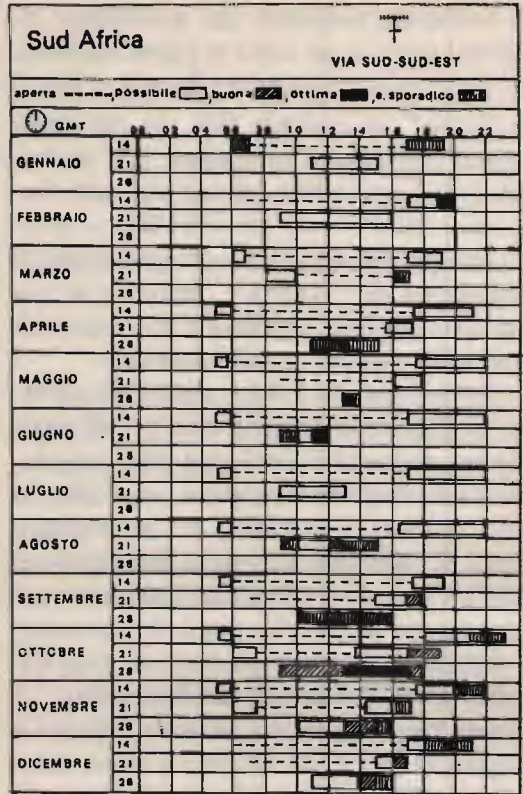 Sud Africa
VIA SUD-SUD-EST
aperta -----, possibile , buona , ottima , e. sporadico
GMT 00 02 04 06 08 10 12 14 16 18 20 22
GENNAIO
14
21
28
FEBBRAIO
14
21
28
MARZO
14
21
28
APRILE
14
21
28
MAGGIO
14
21
28
GIUGNO
14
21
28
LUGLIO
14
21
28
AGOSTO
14
21
28
SETTEMBRE
14
21
28
OTTOBRE
14
21
28
NOVEMBRE
14
21
28
DICEMBRE
14
21
28